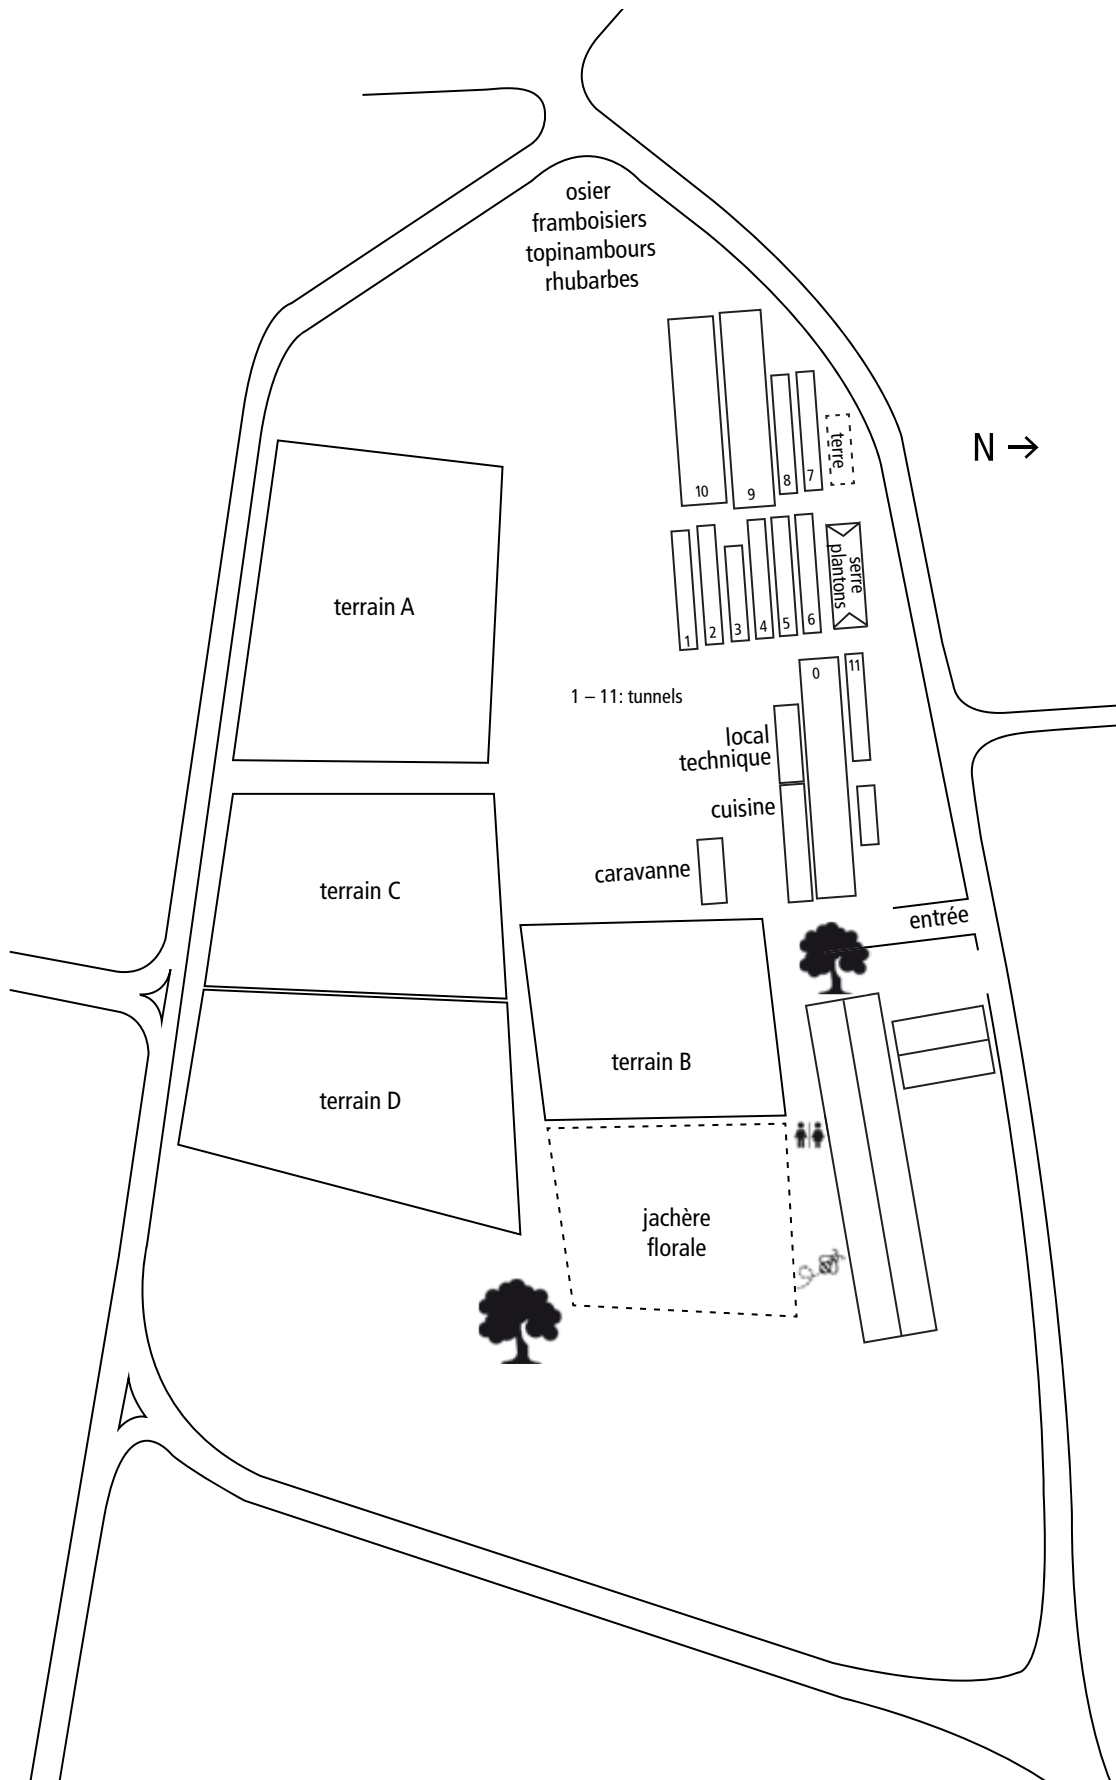 osier
framboisiers
topinambours
rhubarbes
N
terre
10
9
8
7
serre
plantons
terrain A
1
2
3
4
5
6
0
11
1 – 11: tunnels
local
technique
cuisine
caravanne
terrain C
entrée
terrain B
terrain D
jachère
florale